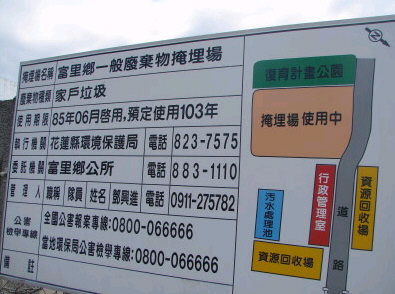 掩埋場名稱 富里鄉一般廢棄物掩埋場
廢棄物種類 家戶垃圾
使用期限 85年06月啓用,預定使用103年
執行機關 花蓮縣環境保護局 電話 823-7575
委託機關 富里鄉公所 電話 883-1110
管理人 職稱 隊員 姓名 鄧興進 電話 0911-275782
公害檢舉專線 全國公害報案專線:0800-066666
當地環保局公害檢舉專線:0800-066666
備註
復育計畫公園
掩埋場 使用中
污水處理池
行政管理室
道路
資源回收場
資源回收場